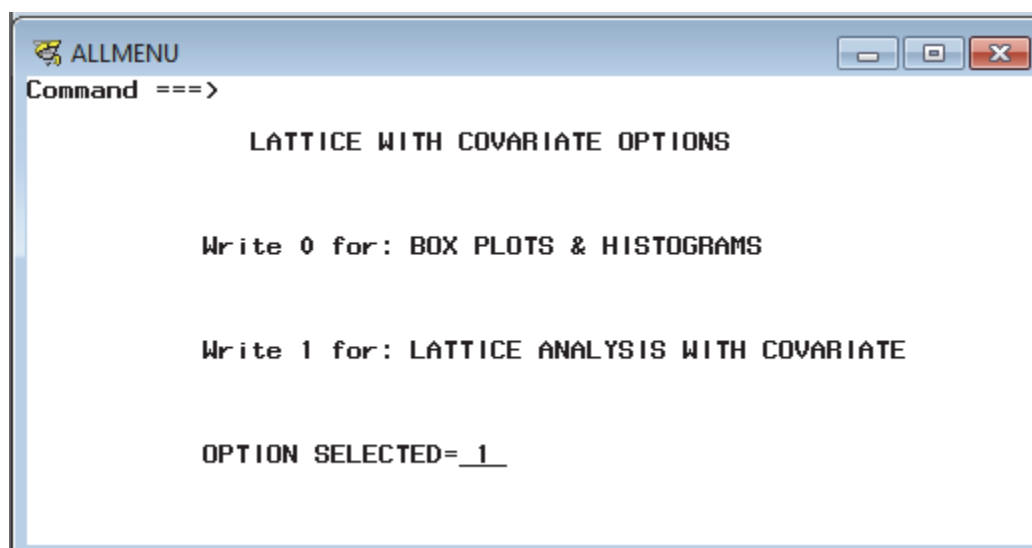 ALLMENU
Command ===>
LATTICE WITH COVARIATE OPTIONS
Write 0 for: BOX PLOTS & HISTOGRAMS
Write 1 for: LATTICE ANALYSIS WITH COVARIATE
OPTION SELECTED= 1